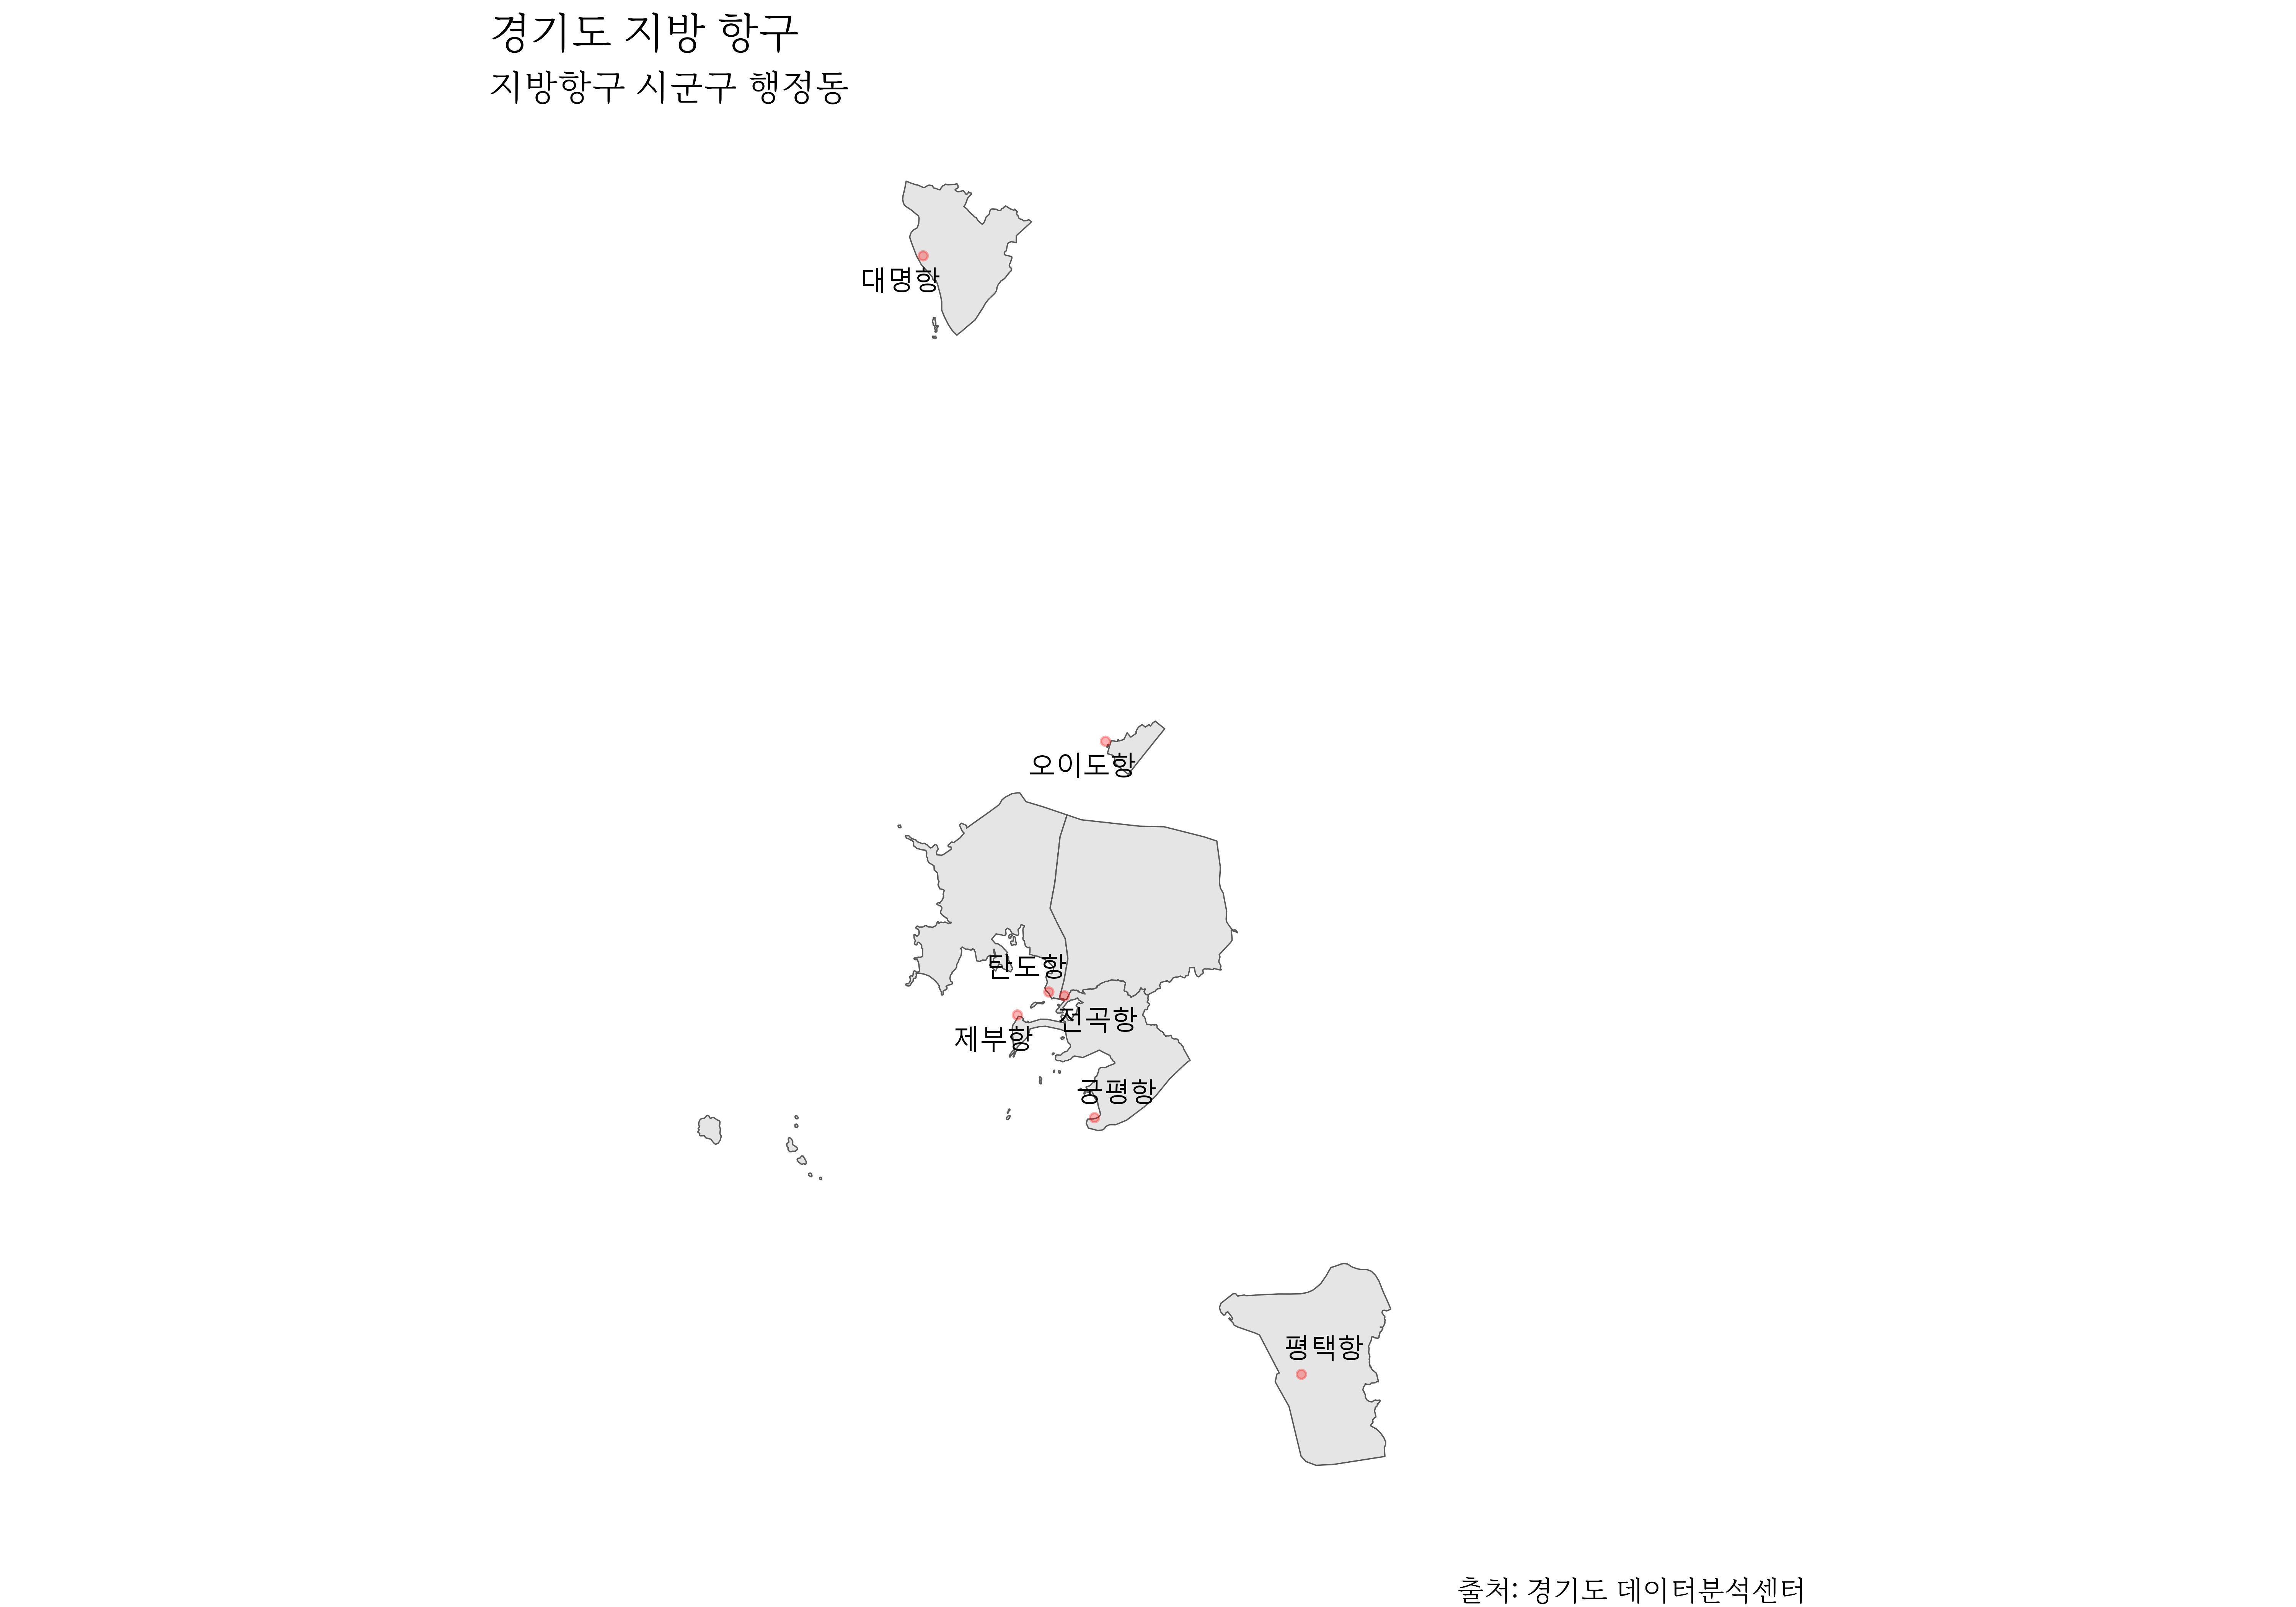 경기도 지방 항구
지방항구 시군구 행정동
대명항
오이도항
탄도항
전곡항
제부항
궁평항
평택항
출처: 경기도 데이터분석센터